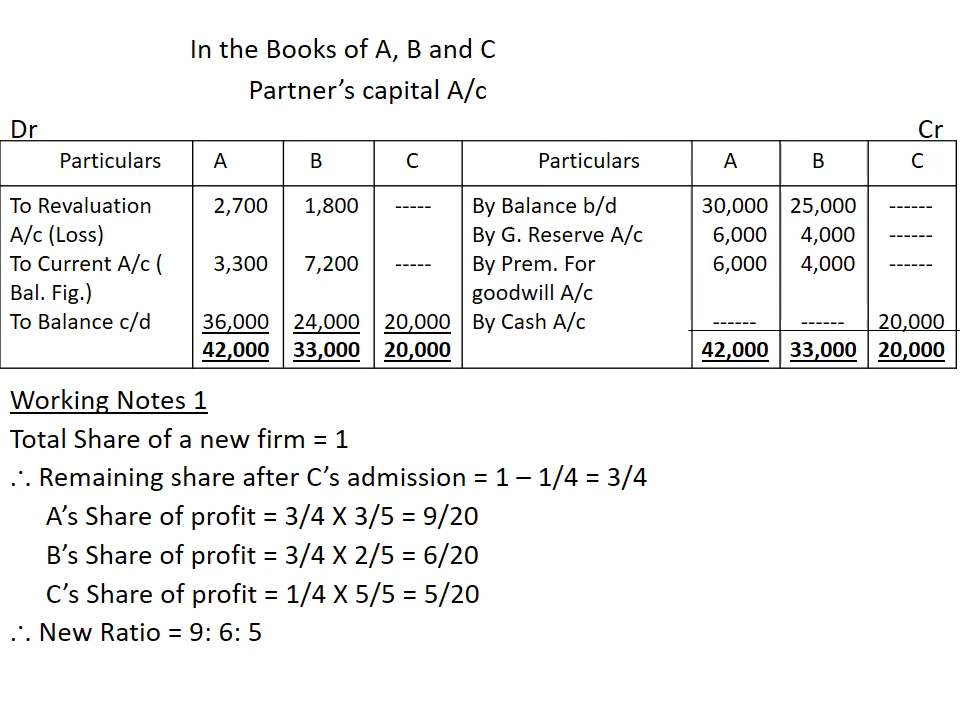 In the Books of A, B and C
Partner's capital A/c
Dr Cr
Particulars A B C Particulars A B C
To Revaluation 2,700 1,800 ----- By Balance b/d 30,000 25,000 ------
A/c (Loss) By G. Reserve A/c 6,000 4,000 ------
To Current A/c ( 3,300 7,200 ----- By Prem. For 6,000 4,000 ------
Bal. Fig.) goodwill A/c
To Balance c/d 36,000 24,000 20,000 By Cash A/c ------ ------ 20,000
42,000 33,000 20,000 42,000 33,000 20,000
Working Notes 1
Total Share of a new firm = 1
∴ Remaining share after C's admission = 1 – 1/4 = 3/4
A's Share of profit = 3/4 X 3/5 = 9/20
B's Share of profit = 3/4 X 2/5 = 6/20
C's Share of profit = 1/4 X 5/5 = 5/20
∴ New Ratio = 9: 6: 5